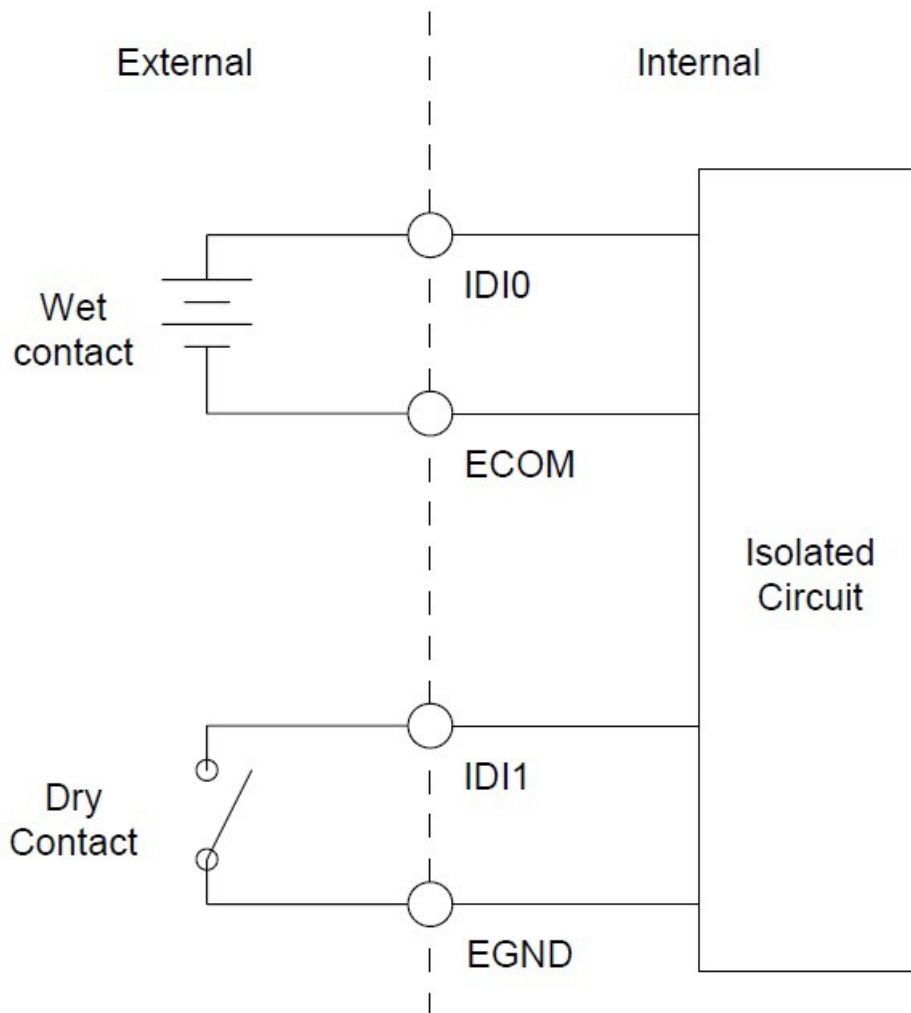 External
Internal
IDI0
Wet
contact
ECOM
Isolated
Circuit
IDI1
Dry
Contact
EGND